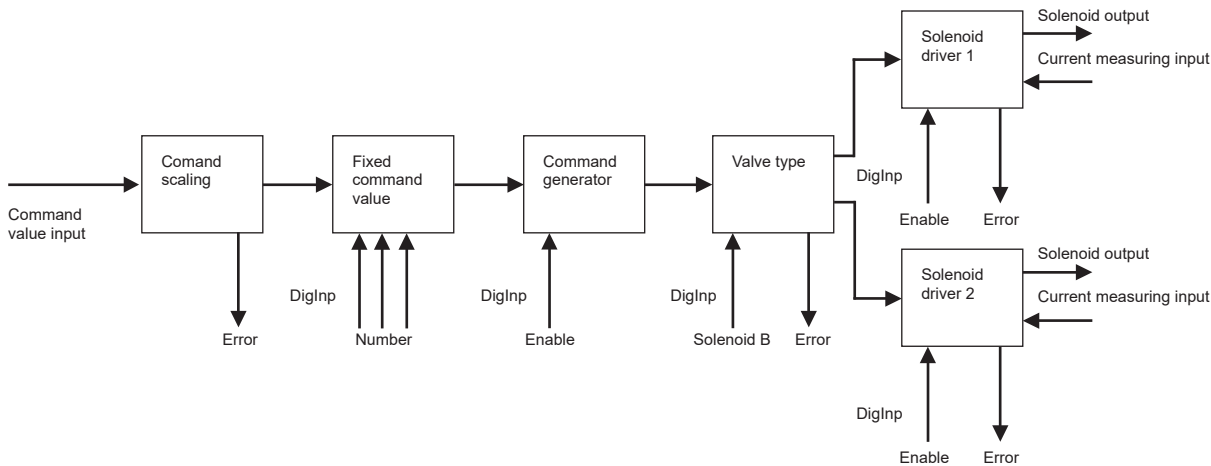 Command
value input
Comand
scaling
Error
Fixed
command
value
DigInp
Number
Command
generator
DigInp
Enable
Valve type
DigInp
Solenoid B
Error
Solenoid
driver 1
Solenoid output
Current measuring input
DigInp
Enable
Error
Solenoid
driver 2
Solenoid output
Current measuring input
DigInp
Enable
Error